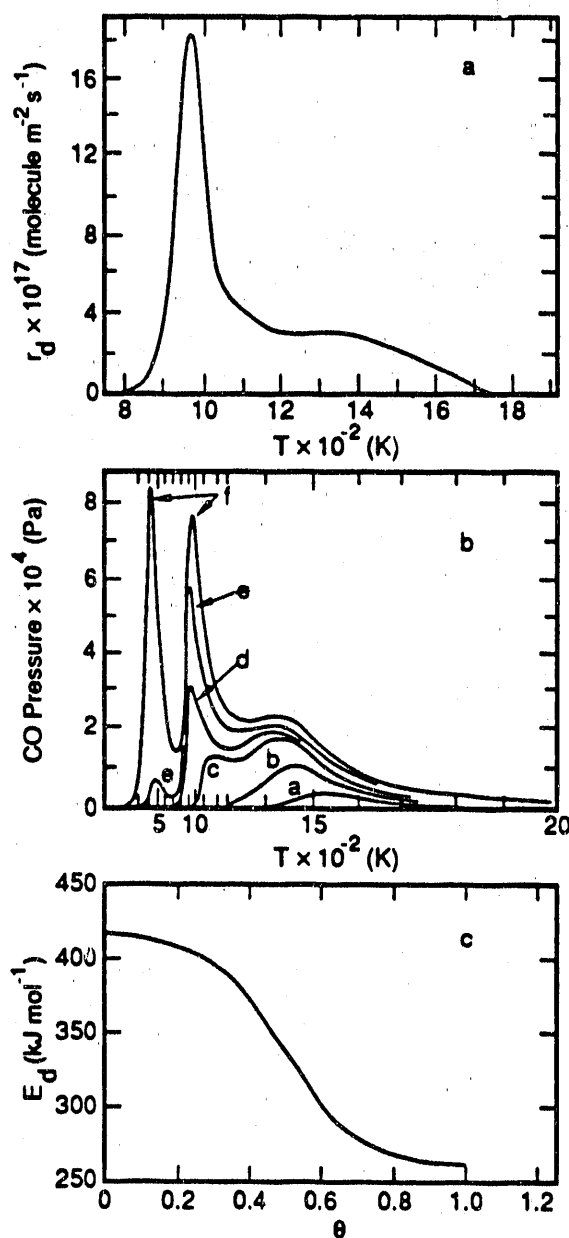 a
16
12
8
4
0
r_d × 10^17 (molecule m^-2 s^-1)
8 10 12 14 16 18
T × 10^-2 (K)
b
f
e
d
e
c
b
a
8
6
4
2
0
CO Pressure × 10^4 (Pa)
5 10 15 20
T × 10^-2 (K)
c
450
400
350
300
250
E_d (kJ mol^-1)
0 0.2 0.4 0.6 0.8 1.0 1.2
θ